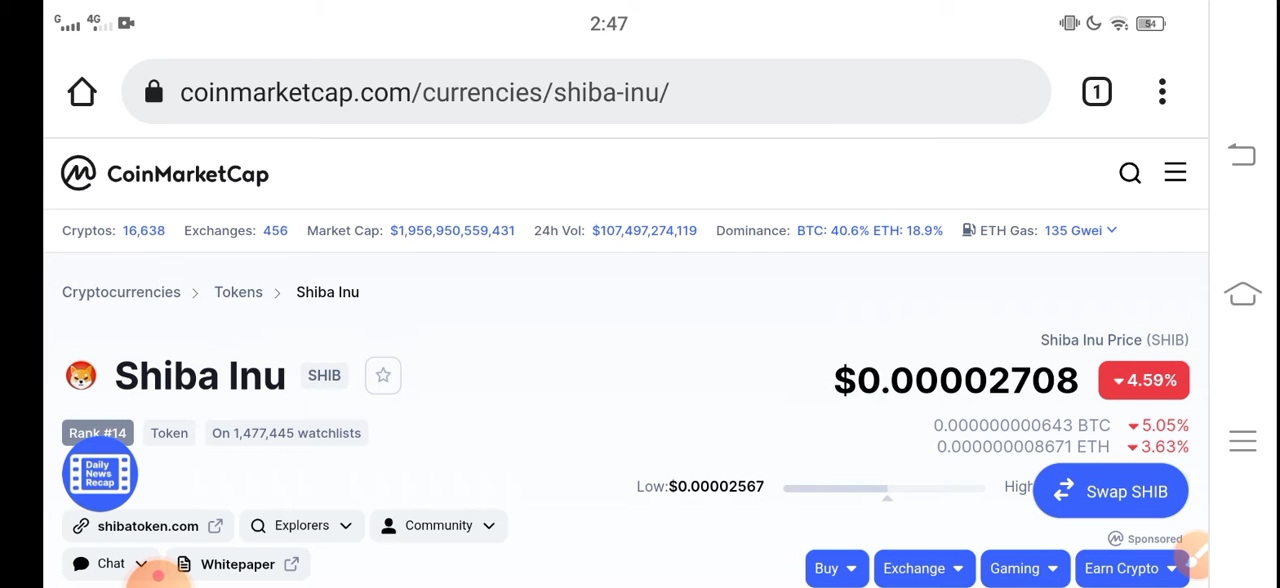 G 4G 2:47 54
coinmarketcap.com/currencies/shiba-inu/ 1
CoinMarketCap
Cryptos: 16,638 Exchanges: 456 Market Cap: $1,956,950,559,431 24h Vol: $107,497,274,119 Dominance: BTC: 40.6% ETH: 18.9% ETH Gas: 135 Gwei
Cryptocurrencies > Tokens > Shiba Inu
Shiba Inu Price (SHIB)
Shiba Inu SHIB $0.00002708 4.59%
Rank #14 Token On 1,477,445 watchlists 0.000000000643 BTC 5.05%
0.000000008671 ETH 3.63%
Daily
News
Recap
Low:$0.00002567 High Swap SHIB
shibatoken.com Explorers Community
Sponsored
Chat Whitepaper Buy Exchange Gaming Earn Crypto